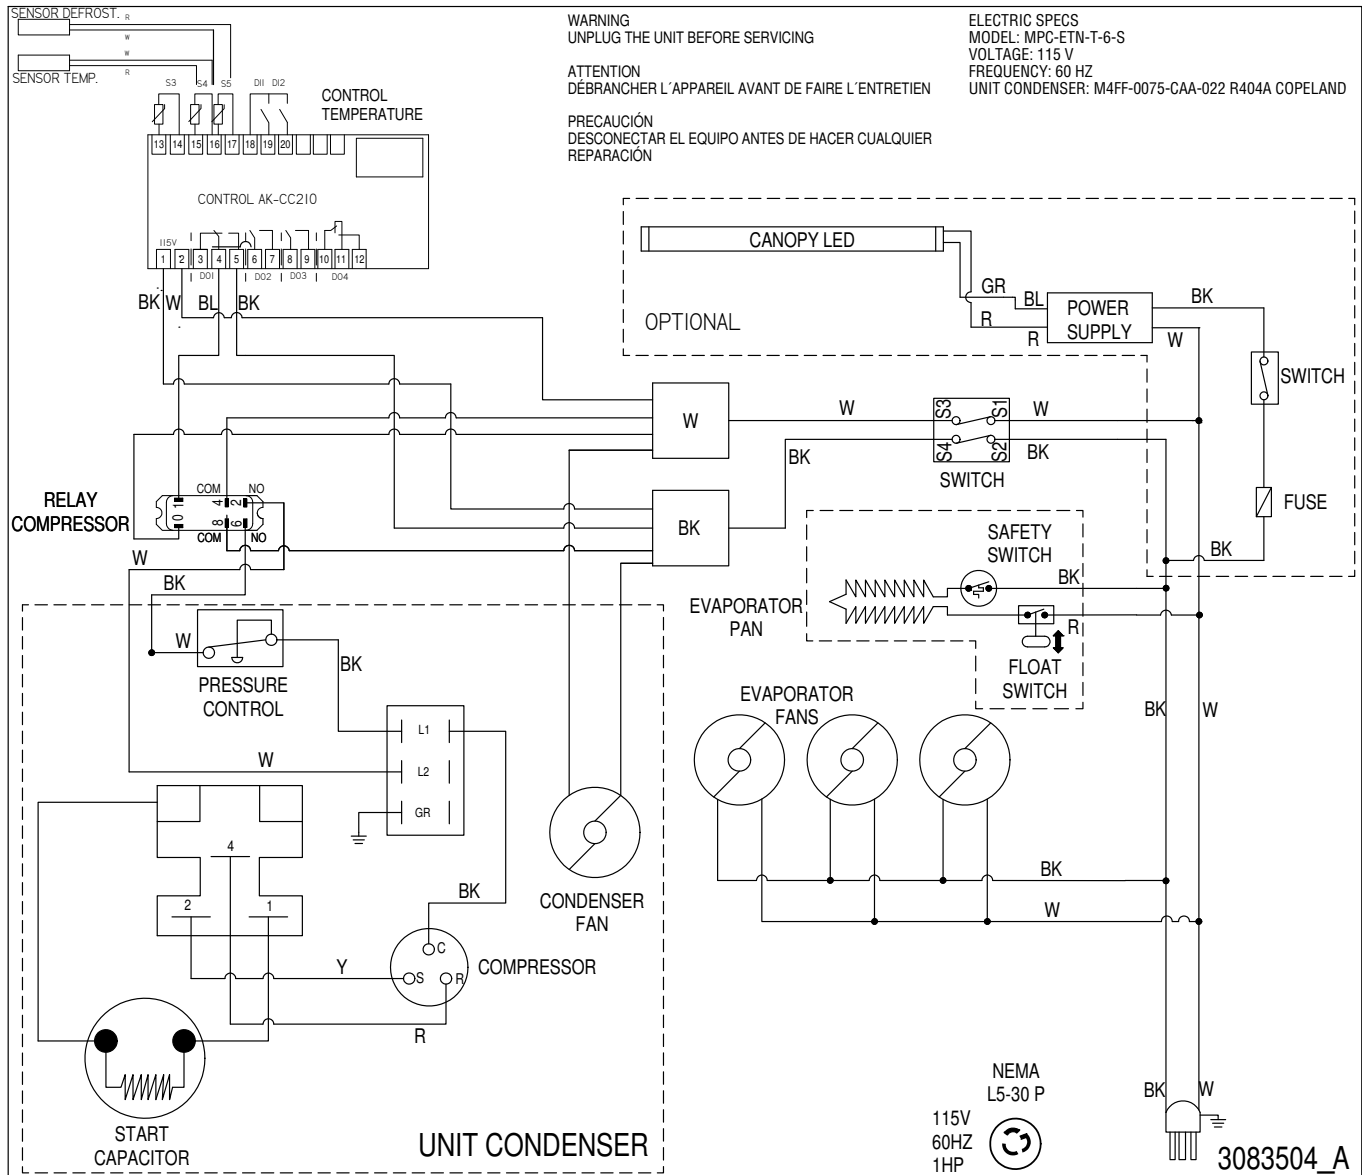 SENSOR DEFROST.
R
W
W
R
SENSOR TEMP.
S3
S4
S5
DI1 DI2
CONTROL
TEMPERATURE
13 14 15 16 17 18 19 20
CONTROL AK-CC210
115V
1 2 3 4 5 6 7 8 9 10 11 12
DO1 DO2 DO3 DO4
BK W BL BK
WARNING
UNPLUG THE UNIT BEFORE SERVICING
ATTENTION
DÉBRANCHER L´APPAREIL AVANT DE FAIRE L´ENTRETIEN
PRECAUCIÓN
DESCONECTAR EL EQUIPO ANTES DE HACER CUALQUIER
REPARACIÓN
ELECTRIC SPECS
MODEL: MPC-ETN-T-6-S
VOLTAGE: 115 V
FREQUENCY: 60 HZ
UNIT CONDENSER: M4FF-0075-CAA-022 R404A COPELAND
CANOPY LED
OPTIONAL
GR
R
BL
R
POWER
SUPPLY
BK
W
SWITCH
FUSE
BK
W
W
S3 S1
S4 S2
W
BK
BK
SWITCH
BK
RELAY
COMPRESSOR
COM NO
1 4 2
0 8 6
COM NO
W
BK
SAFETY
SWITCH
BK
EVAPORATOR
PAN
R
FLOAT
SWITCH
W
PRESSURE
CONTROL
BK
L1
L2
GR
W
4
2
1
BK
C
S
R
COMPRESSOR
Y
R
START
CAPACITOR
UNIT CONDENSER
CONDENSER
FAN
EVAPORATOR
FANS
BK
W
BK
W
NEMA
L5-30 P
115V
60HZ
1HP
BK
W
3083504_A